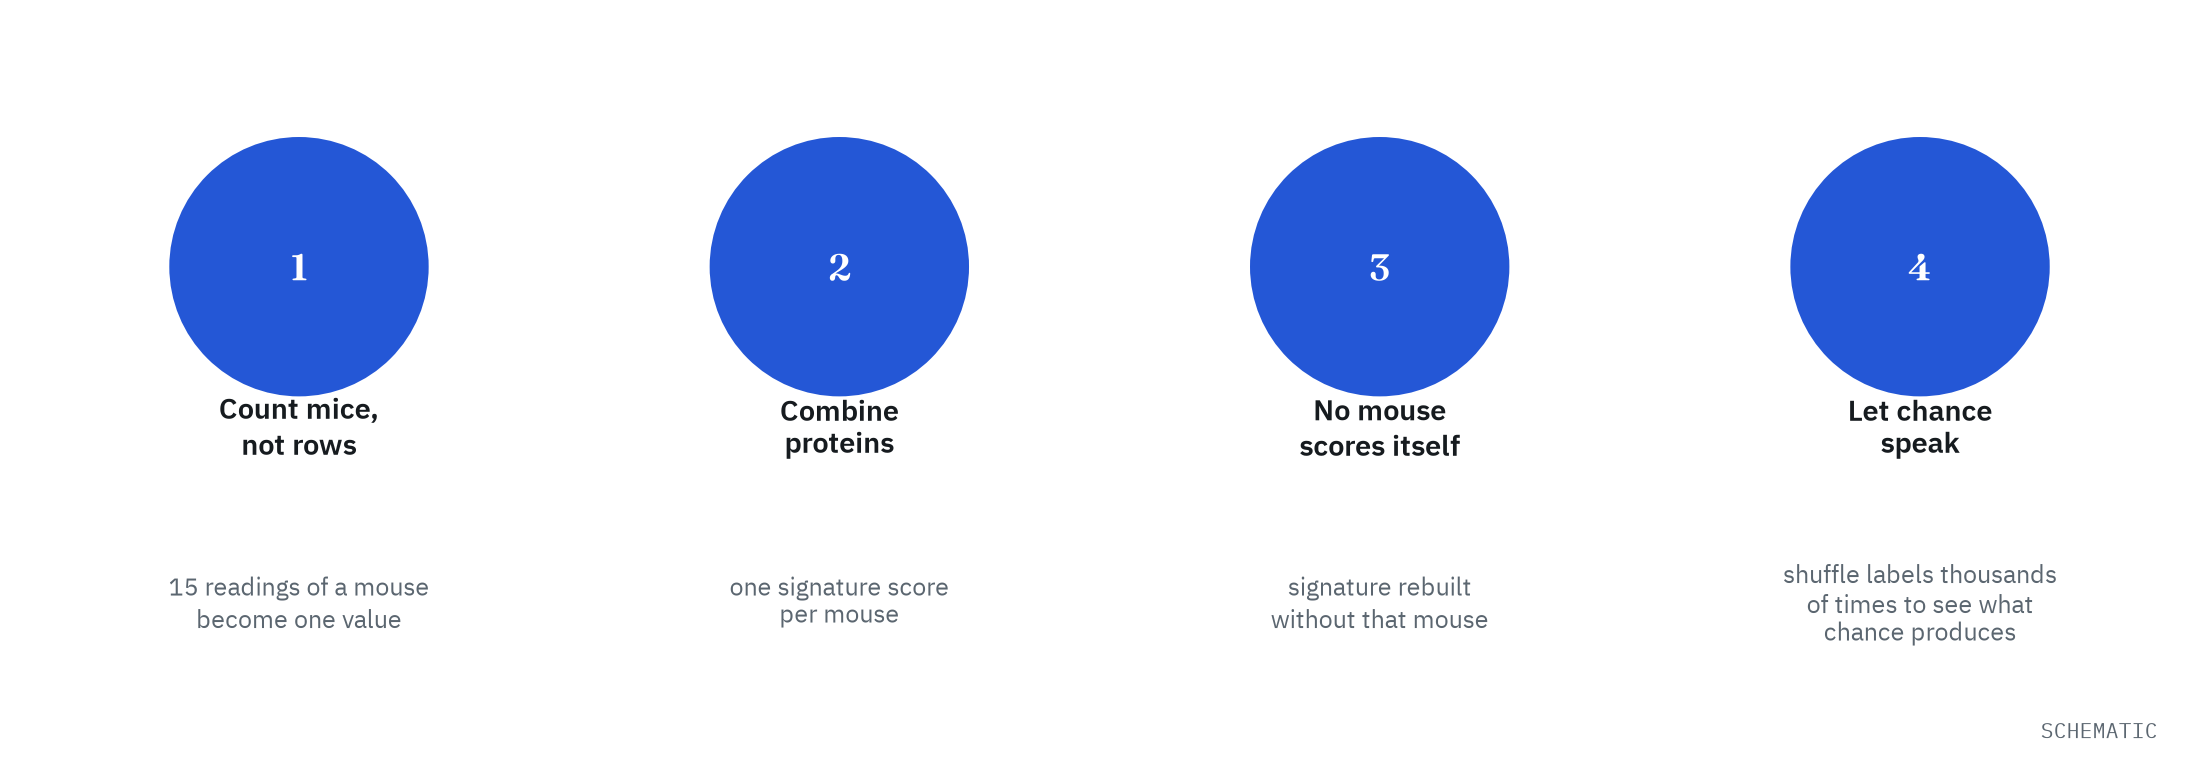 1
Count mice,
not rows
15 readings of a mouse
become one value
2
Combine
proteins
one signature score
per mouse
3
No mouse
scores itself
signature rebuilt
without that mouse
4
Let chance
speak
shuffle labels thousands
of times to see what
chance produces
SCHEMATIC